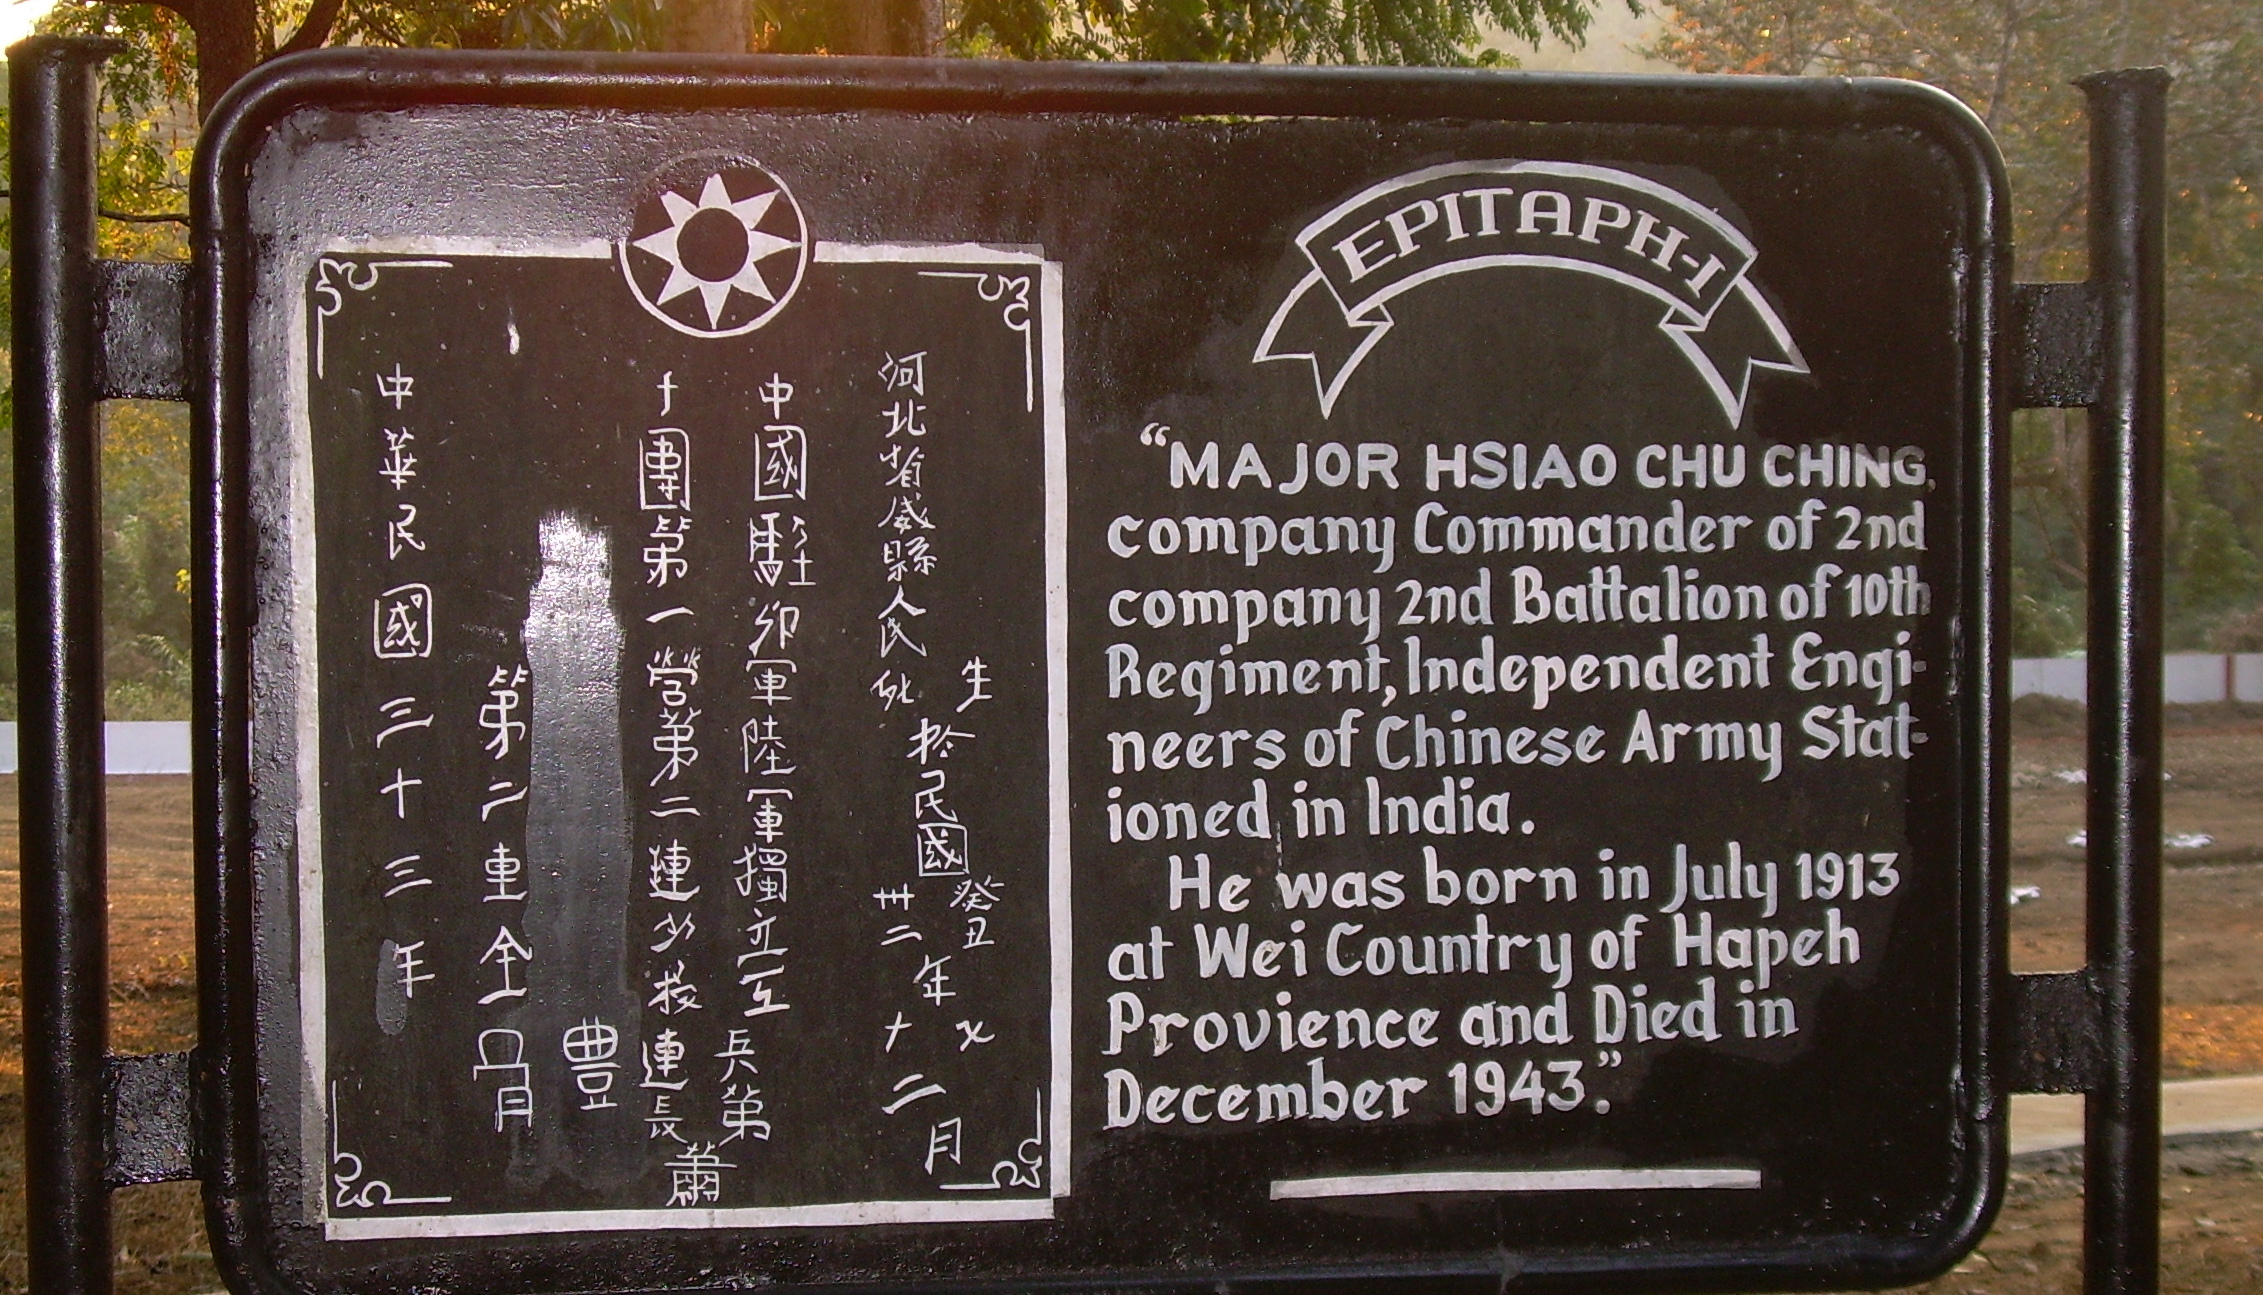 生 癸丑 七
河北省威縣人民 死 於民國卅二年十二月
中國駐印軍陸軍獨立工兵第
十團第一營第二連少校連長
蕭
豊
第二連全
中華民國三十三年
EPITAPH-I
“MAJOR HSIAO CHU CHING,
company Commander of 2nd
company 2nd Battalion of 10th
Regiment, Independent Engi-
neers of Chinese Army Stat-
ioned in India.
He was born in July 1913
at Wei Country of Hapeh
Provience and Died in
December 1943.”